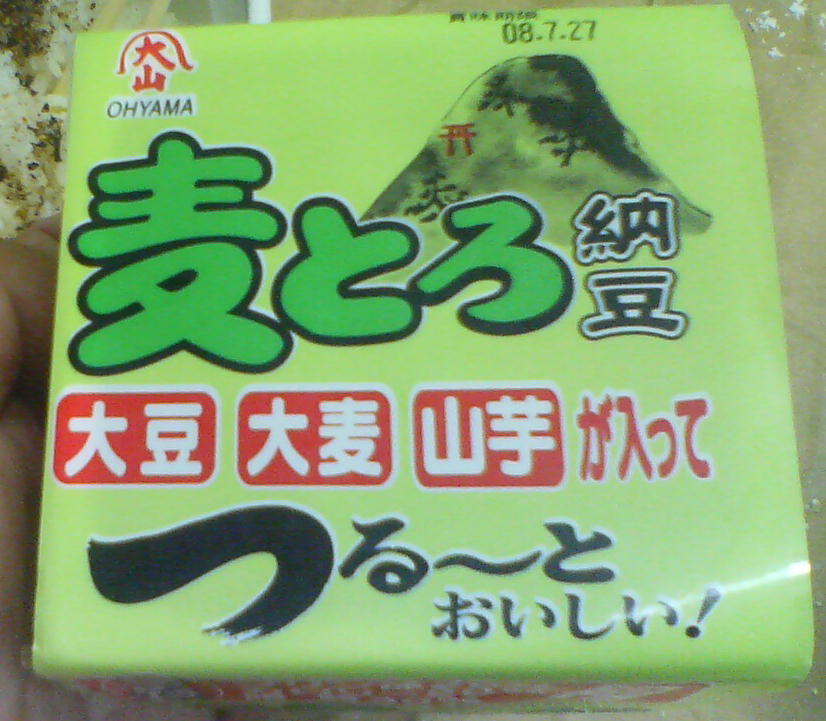 賞味期限
08.7.27
大山
OHYAMA
麦とろ
納豆
大豆 大麦 山芋が入って
つる〜と
おいしい!